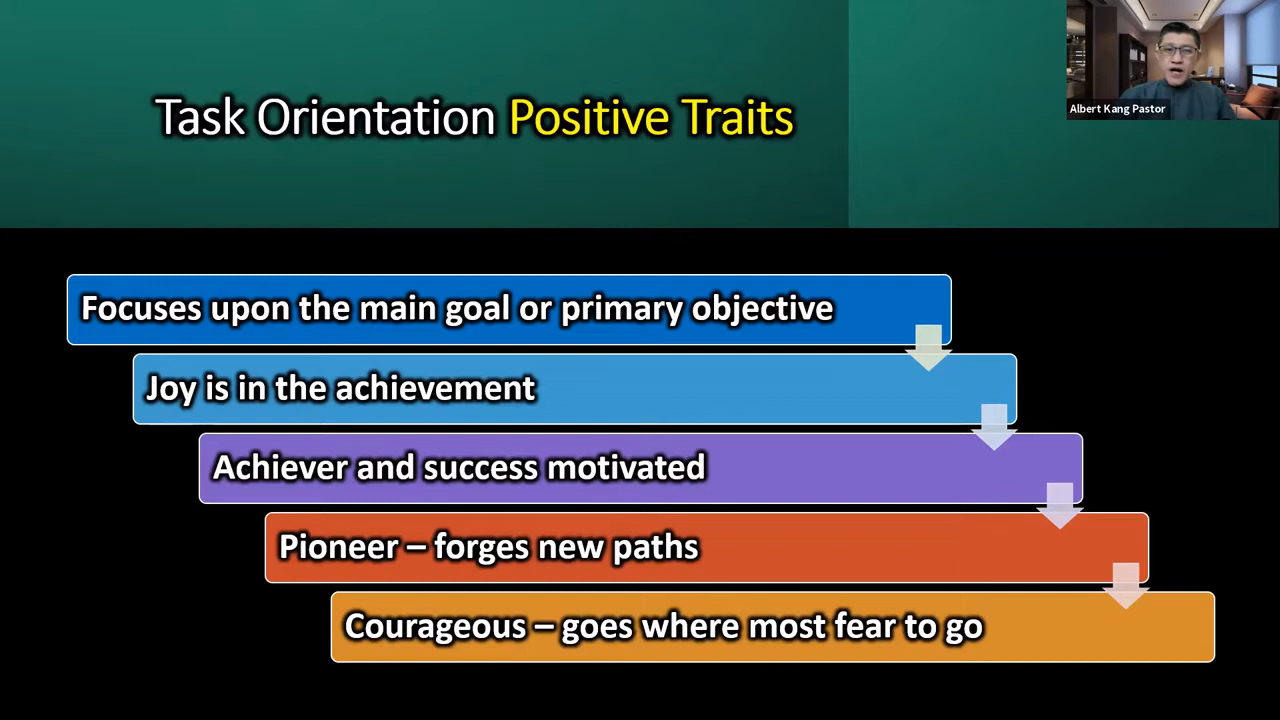 Albert Kang Pastor
Task Orientation Positive Traits
Focuses upon the main goal or primary objective
Joy is in the achievement
Achiever and success motivated
Pioneer – forges new paths
Courageous – goes where most fear to go